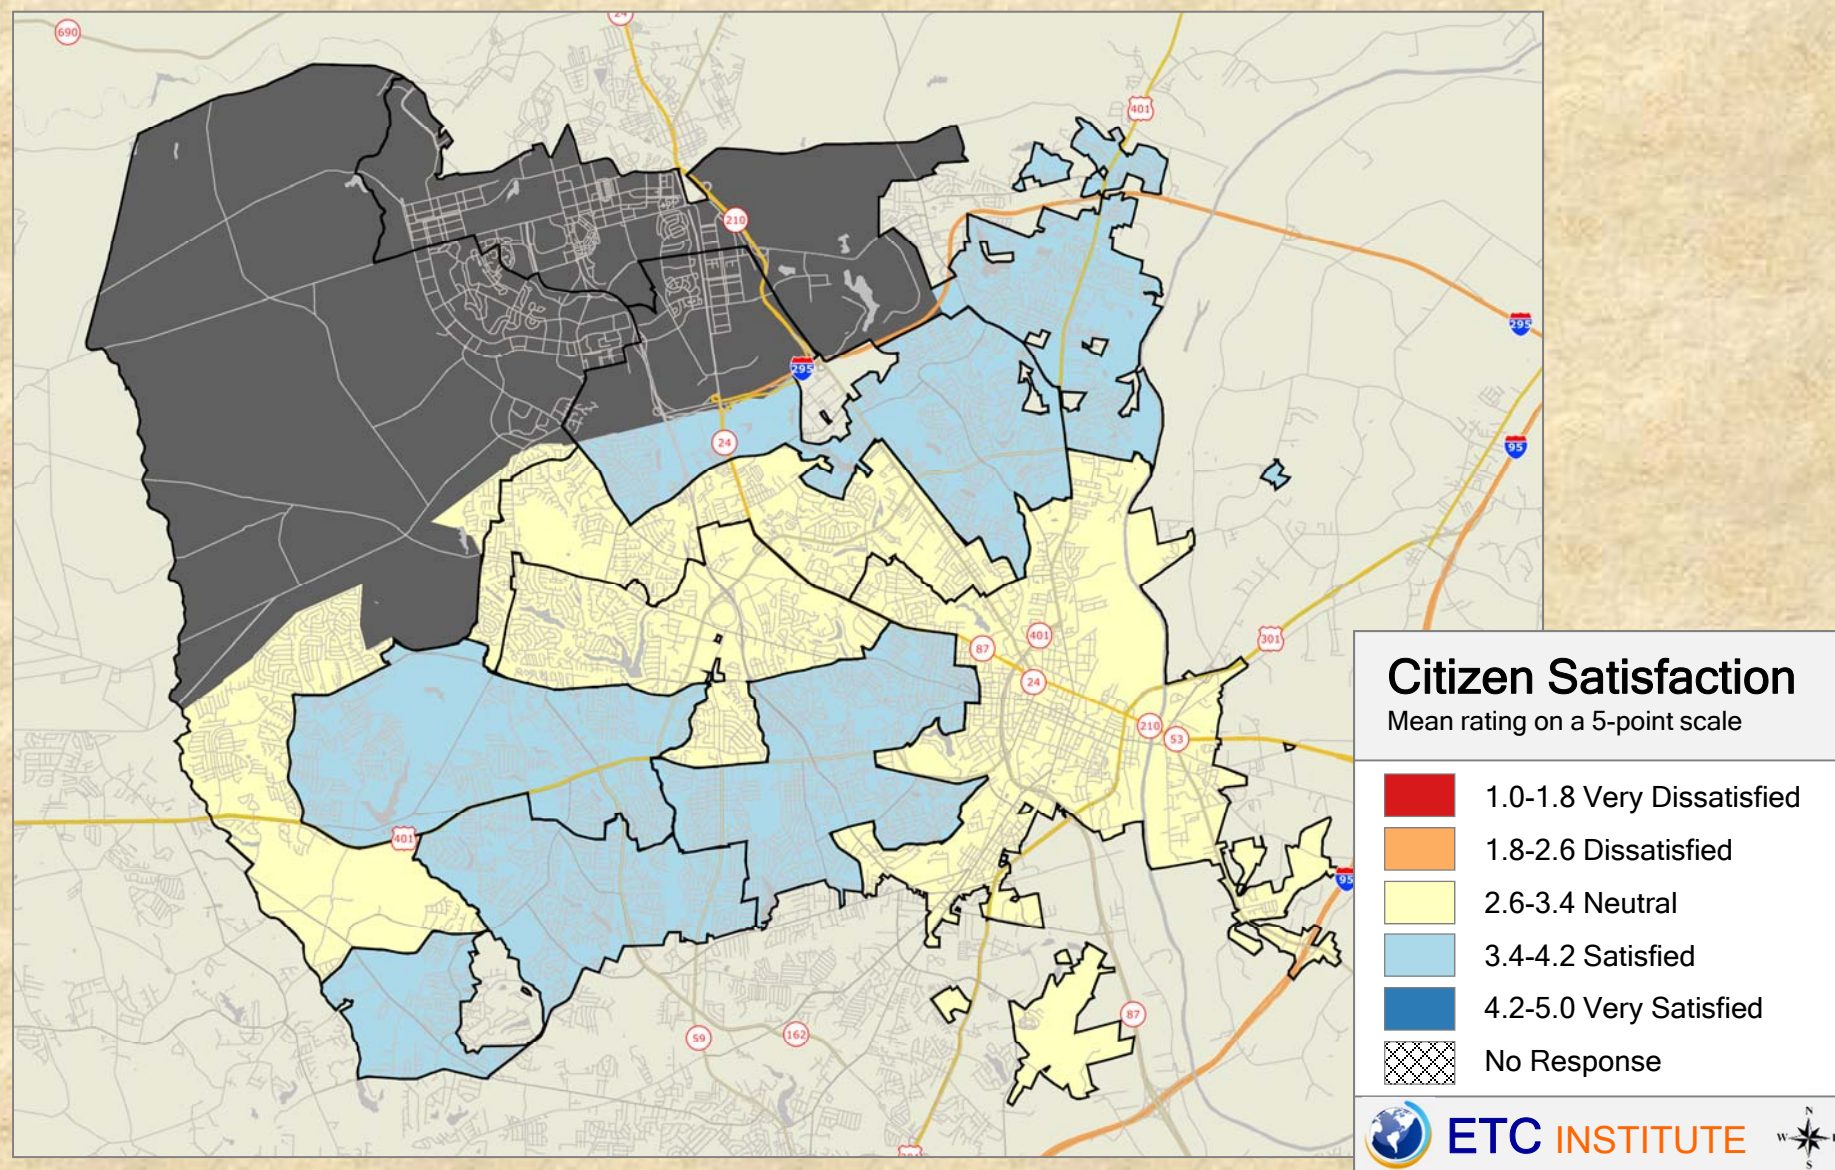 690
24
401
210
295
295
24
95
401
301
87
24
210
53
401
95
87
59
162
Citizen Satisfaction
Mean rating on a 5-point scale
1.0-1.8 Very Dissatisfied
1.8-2.6 Dissatisfied
2.6-3.4 Neutral
3.4-4.2 Satisfied
4.2-5.0 Very Satisfied
No Response
ETC INSTITUTE
N
W
S